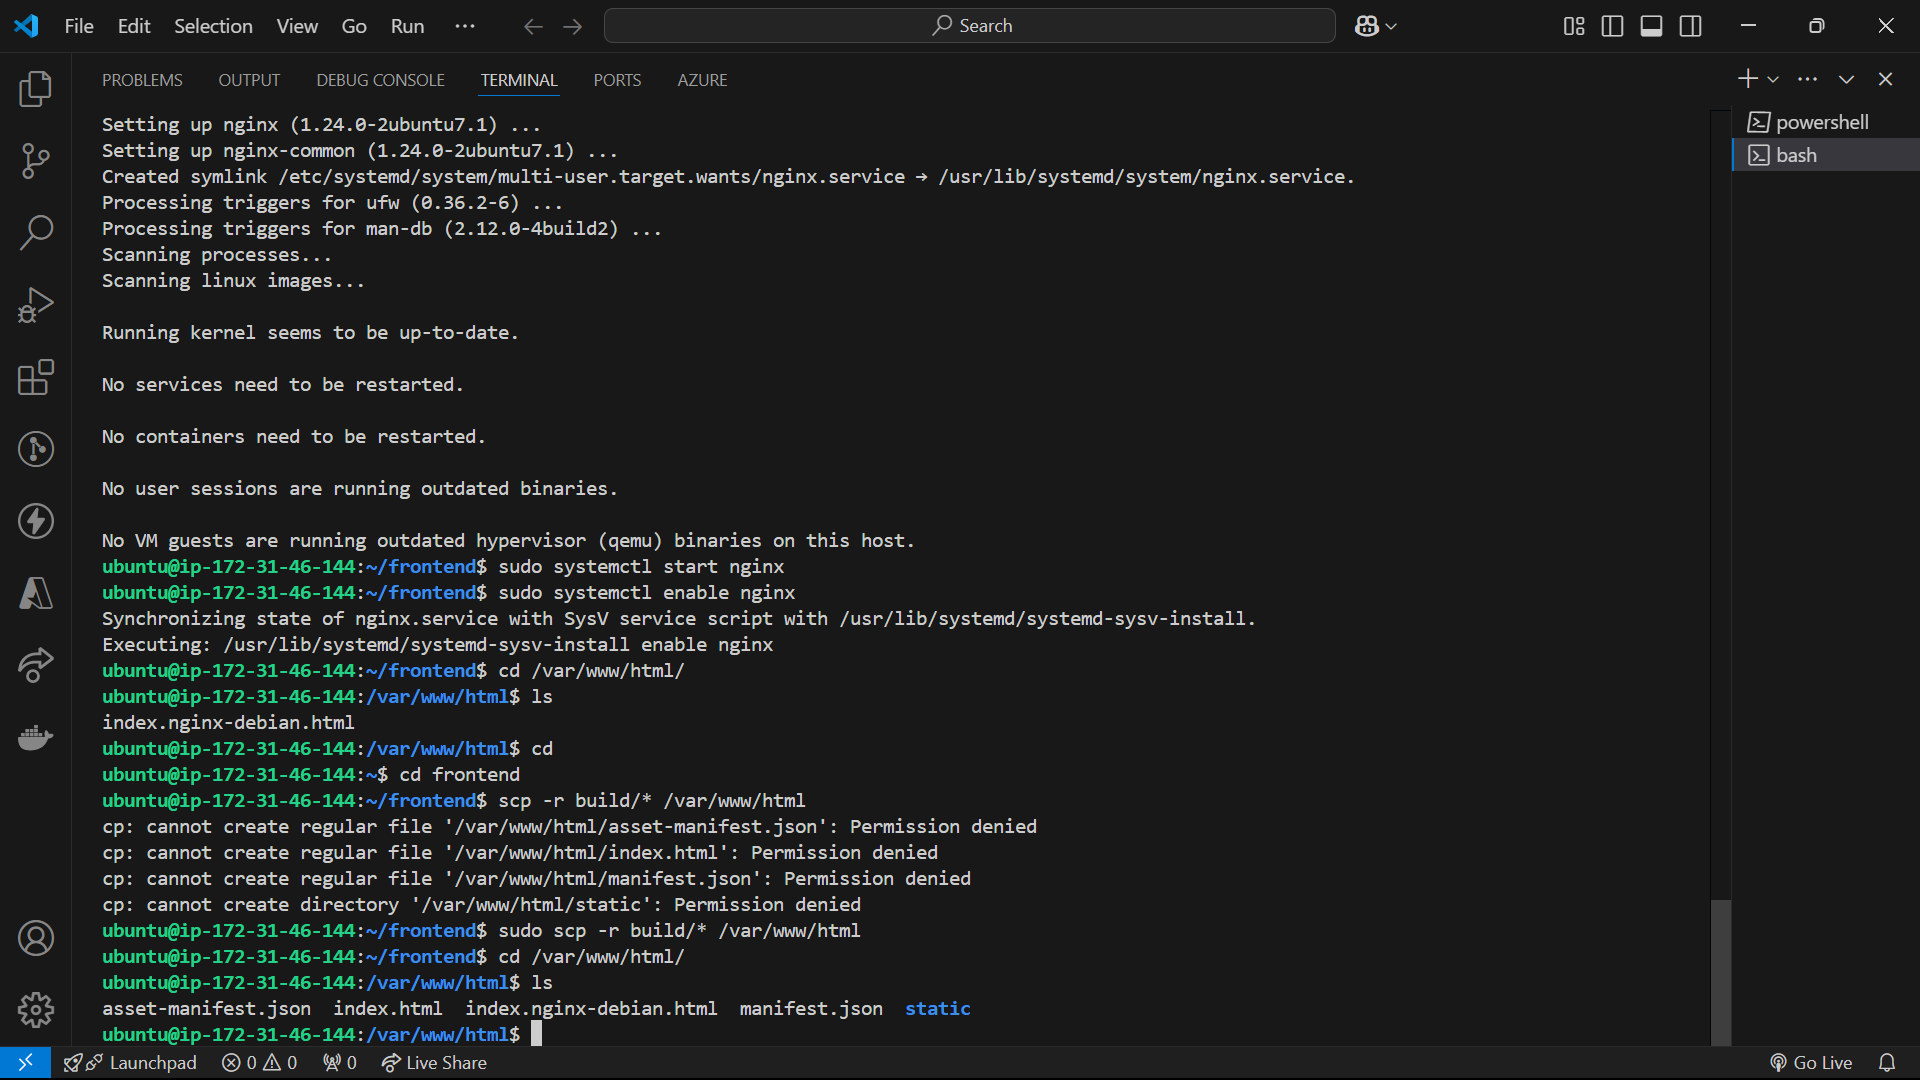 File Edit Selection View Go Run ··· Search
PROBLEMS OUTPUT DEBUG CONSOLE TERMINAL PORTS AZURE
powershell
bash
Setting up nginx (1.24.0-2ubuntu7.1) ...
Setting up nginx-common (1.24.0-2ubuntu7.1) ...
Created symlink /etc/systemd/system/multi-user.target.wants/nginx.service → /usr/lib/systemd/system/nginx.service.
Processing triggers for ufw (0.36.2-6) ...
Processing triggers for man-db (2.12.0-4build2) ...
Scanning processes...
Scanning linux images...
Running kernel seems to be up-to-date.
No services need to be restarted.
No containers need to be restarted.
No user sessions are running outdated binaries.
No VM guests are running outdated hypervisor (qemu) binaries on this host.
ubuntu@ip-172-31-46-144:~/frontend$ sudo systemctl start nginx
ubuntu@ip-172-31-46-144:~/frontend$ sudo systemctl enable nginx
Synchronizing state of nginx.service with SysV service script with /usr/lib/systemd/systemd-sysv-install.
Executing: /usr/lib/systemd/systemd-sysv-install enable nginx
ubuntu@ip-172-31-46-144:~/frontend$ cd /var/www/html/
ubuntu@ip-172-31-46-144:/var/www/html$ ls
index.nginx-debian.html
ubuntu@ip-172-31-46-144:/var/www/html$ cd
ubuntu@ip-172-31-46-144:~$ cd frontend
ubuntu@ip-172-31-46-144:~/frontend$ scp -r build/* /var/www/html
cp: cannot create regular file '/var/www/html/asset-manifest.json': Permission denied
cp: cannot create regular file '/var/www/html/index.html': Permission denied
cp: cannot create regular file '/var/www/html/manifest.json': Permission denied
cp: cannot create directory '/var/www/html/static': Permission denied
ubuntu@ip-172-31-46-144:~/frontend$ sudo scp -r build/* /var/www/html
ubuntu@ip-172-31-46-144:~/frontend$ cd /var/www/html/
ubuntu@ip-172-31-46-144:/var/www/html$ ls
asset-manifest.json index.html index.nginx-debian.html manifest.json static
ubuntu@ip-172-31-46-144:/var/www/html$
Launchpad 0 0 0 Live Share Go Live